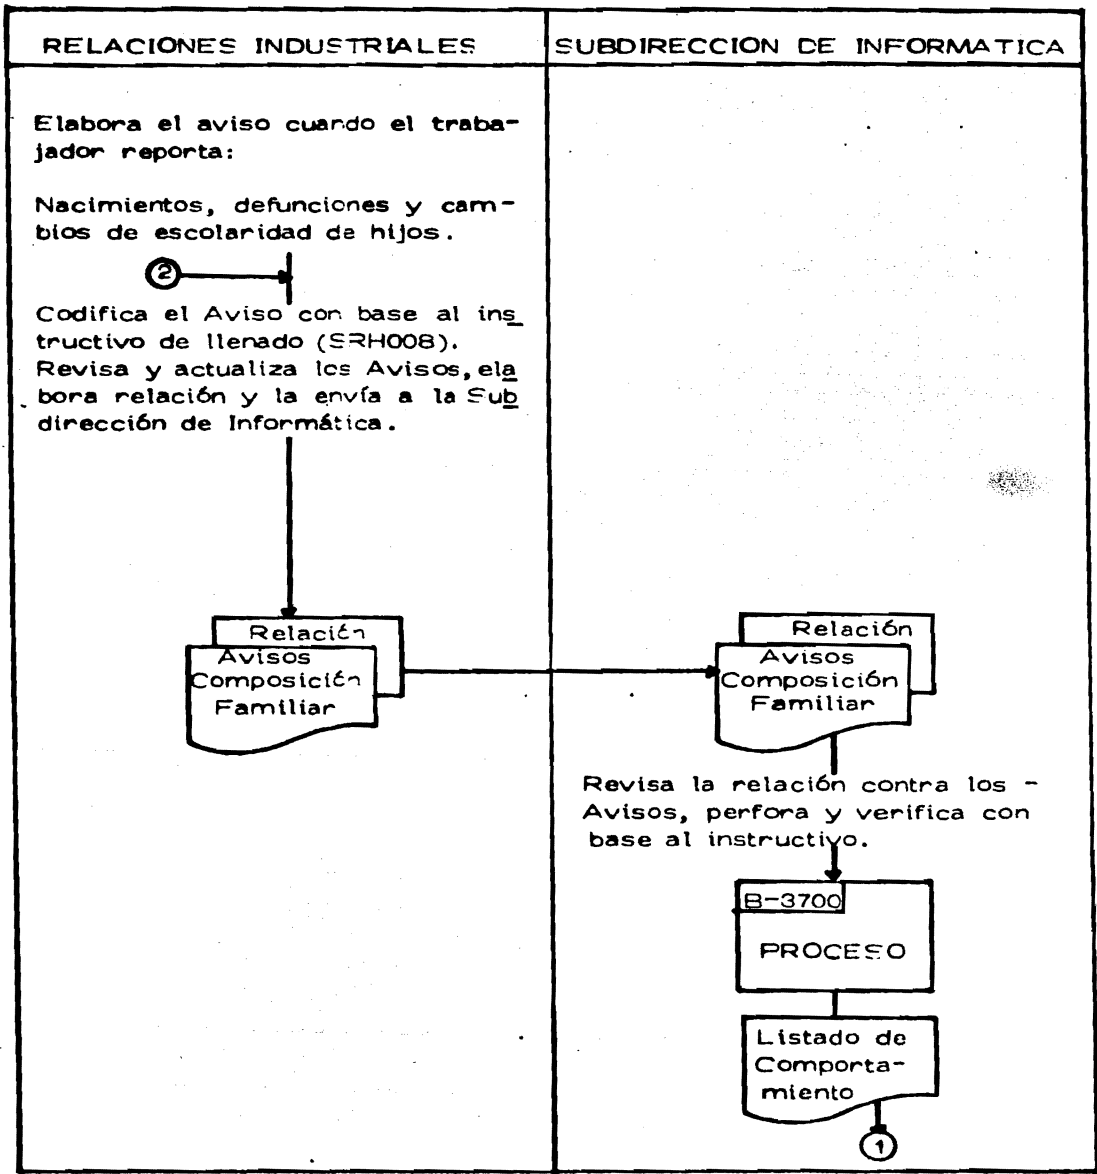 RELACIONES INDUSTRIALES
SUBDIRECCION DE INFORMATICA
Elabora el aviso cuando el traba-
jador reporta:
Nacimientos, defunciones y cam-
bios de escolaridad de hijos.
2
Codifica el Aviso con base al ins
tructivo de llenado (SRH008).
Revisa y actualiza los Avisos, ela
bora relación y la envía a la Sub
dirección de Informática.
Relación
Avisos
Composición
Familiar
Relación
Avisos
Composición
Familiar
Revisa la relación contra los -
Avisos, perfora y verifica con
base al instructivo.
B-3700
PROCESO
Listado de
Comporta-
miento
1